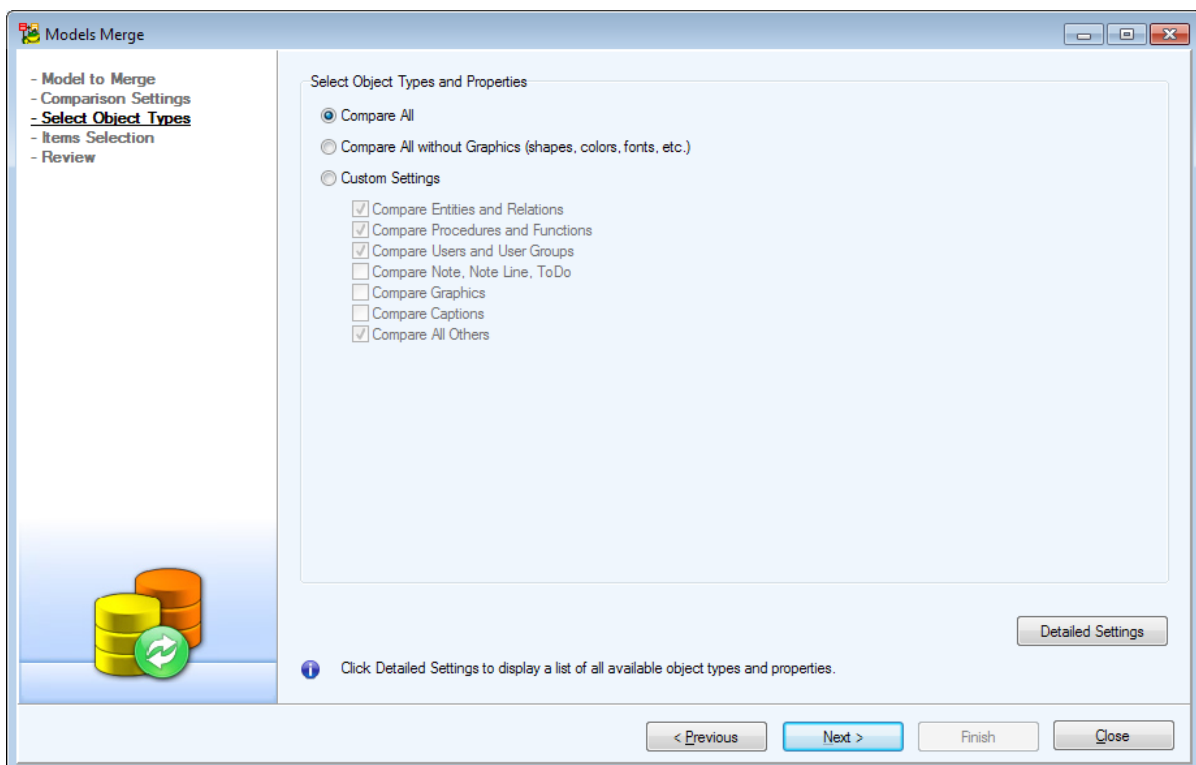 Models Merge
- Model to Merge
- Comparison Settings
- Select Object Types
- Items Selection
- Review
Select Object Types and Properties
Compare All
Compare All without Graphics (shapes, colors, fonts, etc.)
Custom Settings
Compare Entities and Relations
Compare Procedures and Functions
Compare Users and User Groups
Compare Note, Note Line, ToDo
Compare Graphics
Compare Captions
Compare All Others
Detailed Settings
Click Detailed Settings to display a list of all available object types and properties.
< Previous Next > Finish Close